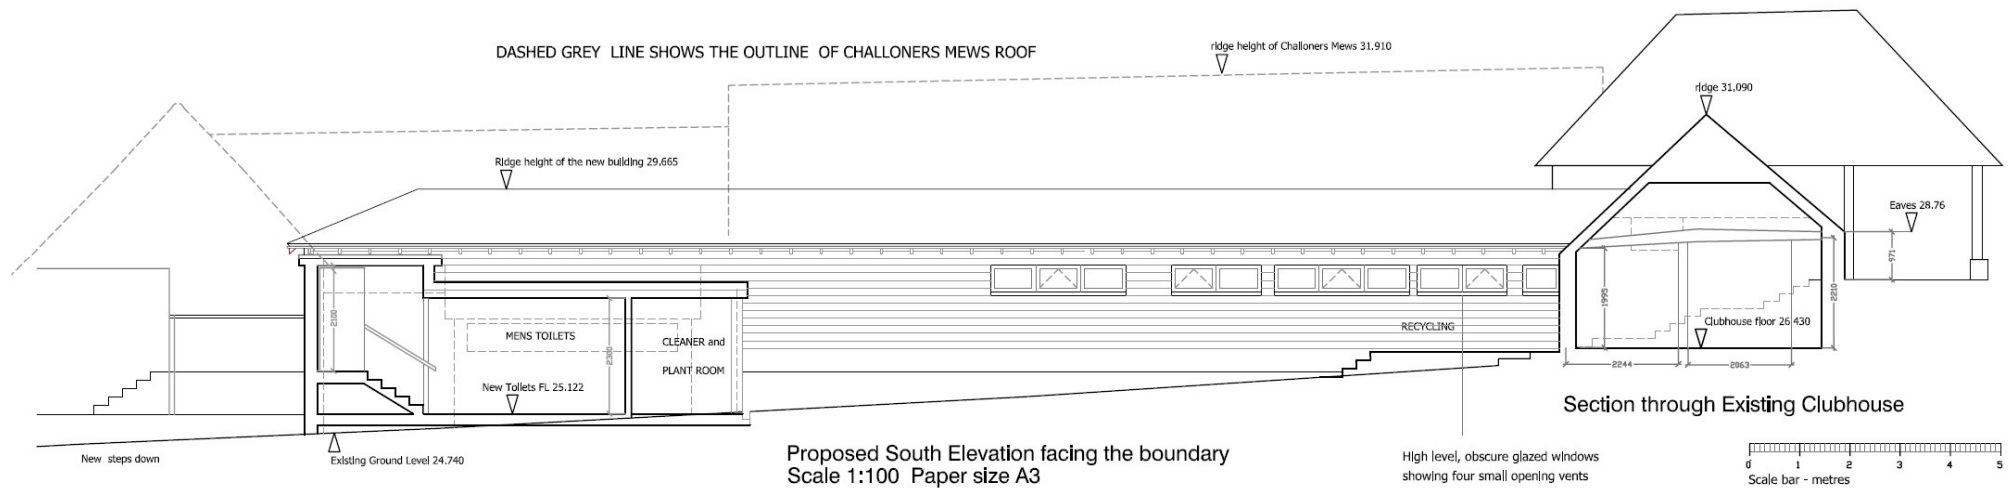 DASHED GREY LINE SHOWS THE OUTLINE OF CHALLONERS MEWS ROOF
ridge height of Challoners Mews 31.910
ridge 31,090
Ridge height of the new building 29,665
Eaves 28.76
971
2100
1995
2210
MENS TOILETS
2300
CLEANER and
PLANT ROOM
RECYCLING
Clubhouse floor 26 430
2244
2063
New Toilets FL 25.122
Section through Existing Clubhouse
New steps down
Existing Ground Level 24.740
Proposed South Elevation facing the boundary
Scale 1:100 Paper size A3
High level, obscure glazed windows
showing four small opening vents
0 1 2 3 4 5
Scale bar - metres